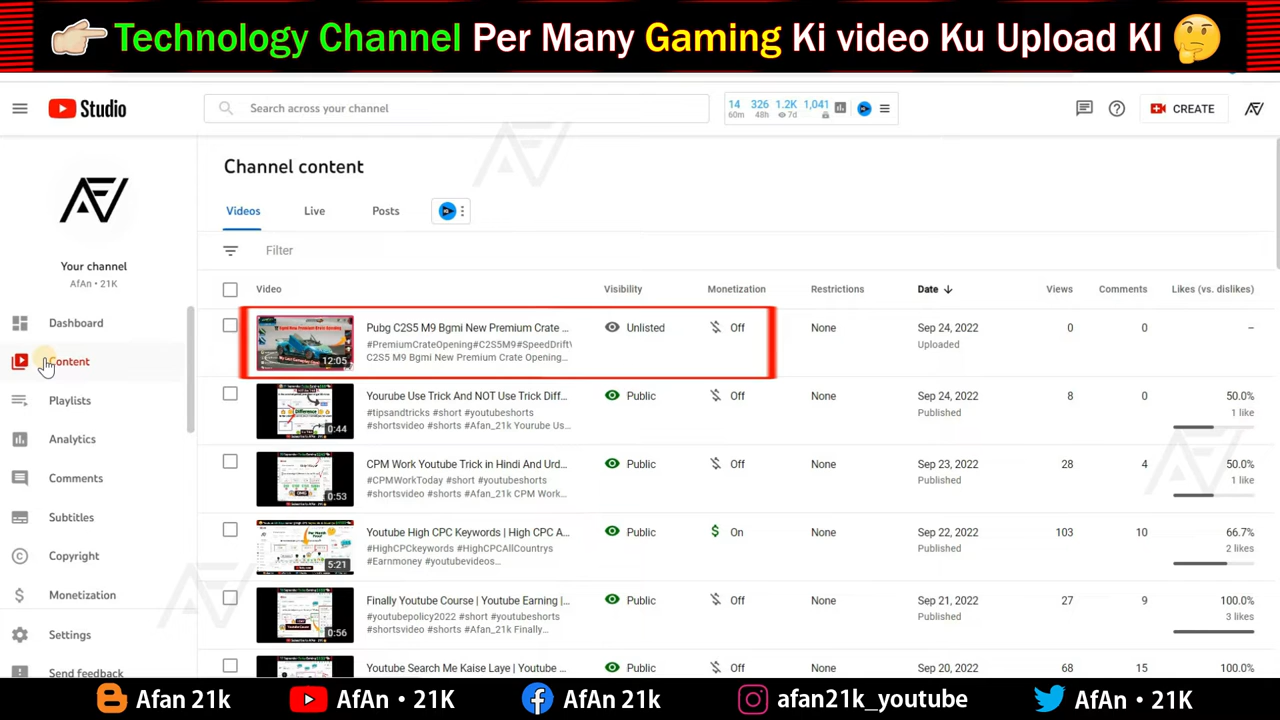 Technology Channel Per Many Gaming Ki video Ku Upload KI
Studio
Search across your channel
14 326 1.2K 1,041
60m 48h 7d
CREATE
Your channel
AfAn • 21K
Dashboard
Content
Playlists
Analytics
Comments
Subtitles
Copyright
Monetization
Settings
Send feedback
Channel content
Videos Live Posts
Filter
Video Visibility Monetization Restrictions Date Views Comments Likes (vs. dislikes)
12:05
Pubg C2S5 M9 Bgmi New Premium Crate ... Unlisted Off None Sep 24, 2022 0 0 –
#PremiumCrateOpening#C2S5M9#SpeedDrift Uploaded
C2S5 M9 Bgmi New Premium Crate Opening...
0:44
Yourube Use Trick And NOT Use Trick Diff... Public Off None Sep 24, 2022 8 0 50.0%
#tipsandtricks #short #youtubeshorts Published 1 like
#shortsvideo #shorts #Afan_21k Yourube Us...
0:53
CPM Work Youtube Trick in Hindi And Urd... Public Off None Sep 23, 2022 28 4 50.0%
#CPMWorkToday #short #youtubeshorts Published 1 like
#shortsvideo #shorts #Afan_21k CPM Work...
5:21
Youtube High CPC Keywords | High CPC A... Public On None Sep 22, 2022 103 10 66.7%
#HighCPCkeywords #HighCPCAllCountrys Published 2 likes
#Earnmoney #youtubevideos...
0:56
Finally Youtube Course | Youtube Earning |... Public Off None Sep 21, 2022 27 9 100.0%
#youtubepolicy2022 #short #youtubeshorts Published 3 likes
#shortsvideo #shorts #Afan_21k Finally...
Youtube Search Me Kaise Laye | Youtube ... Public Off None Sep 20, 2022 68 15 100.0%
Afan 21k AfAn • 21K Afan 21k afan21k_youtube AfAn • 21K